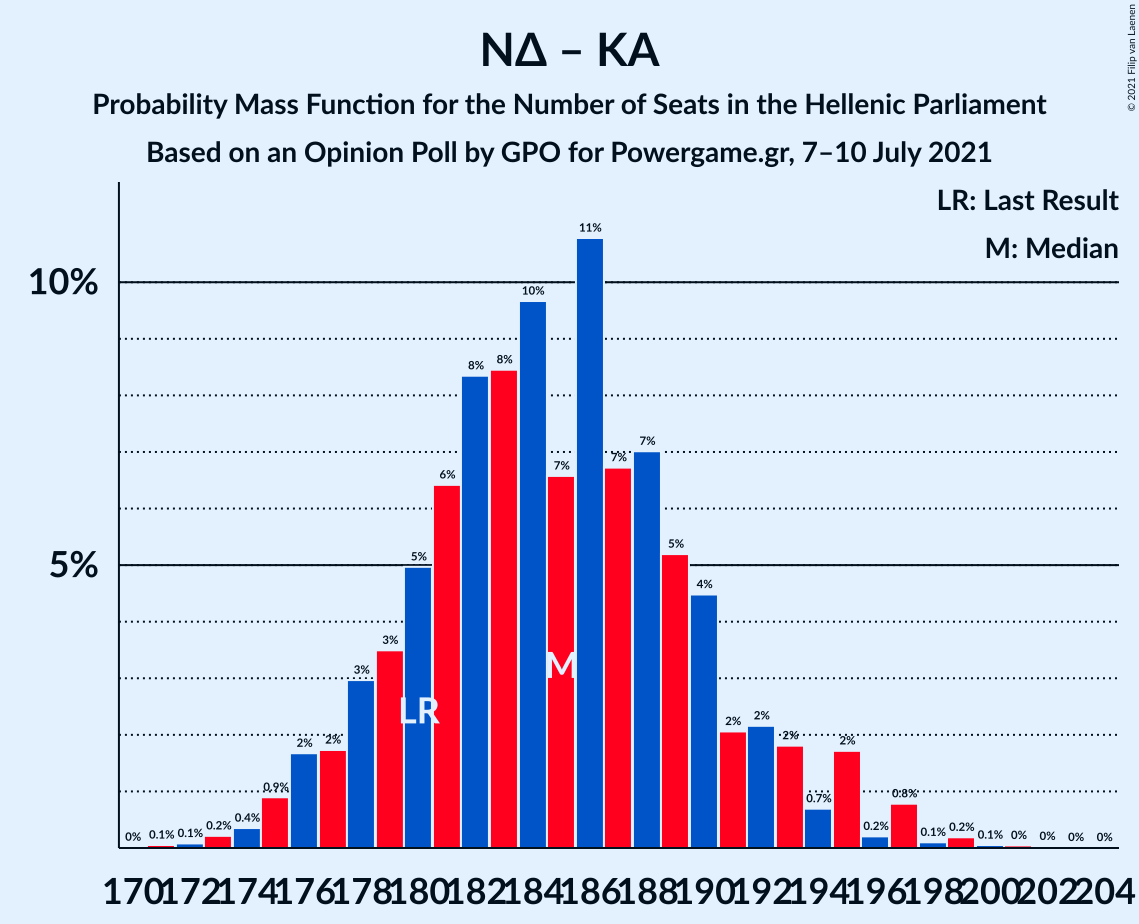 ΝΔ – ΚΑ
Probability Mass Function for the Number of Seats in the Hellenic Parliament
Based on an Opinion Poll by GPO for Powergame.gr, 7–10 July 2021
© 2021 Filip van Laenen
LR: Last Result
M: Median
10%
5%
0% 0.1% 0.1% 0.2% 0.4% 0.9% 2% 2% 3% 3% 5% 6% 8% 8% 10% 7% 11% 7% 7% 5% 4% 2% 2% 2% 0.7% 2% 0.2% 0.8% 0.1% 0.2% 0.1% 0% 0% 0% 0%
LR
M
170 172 174 176 178 180 182 184 186 188 190 192 194 196 198 200 202 204